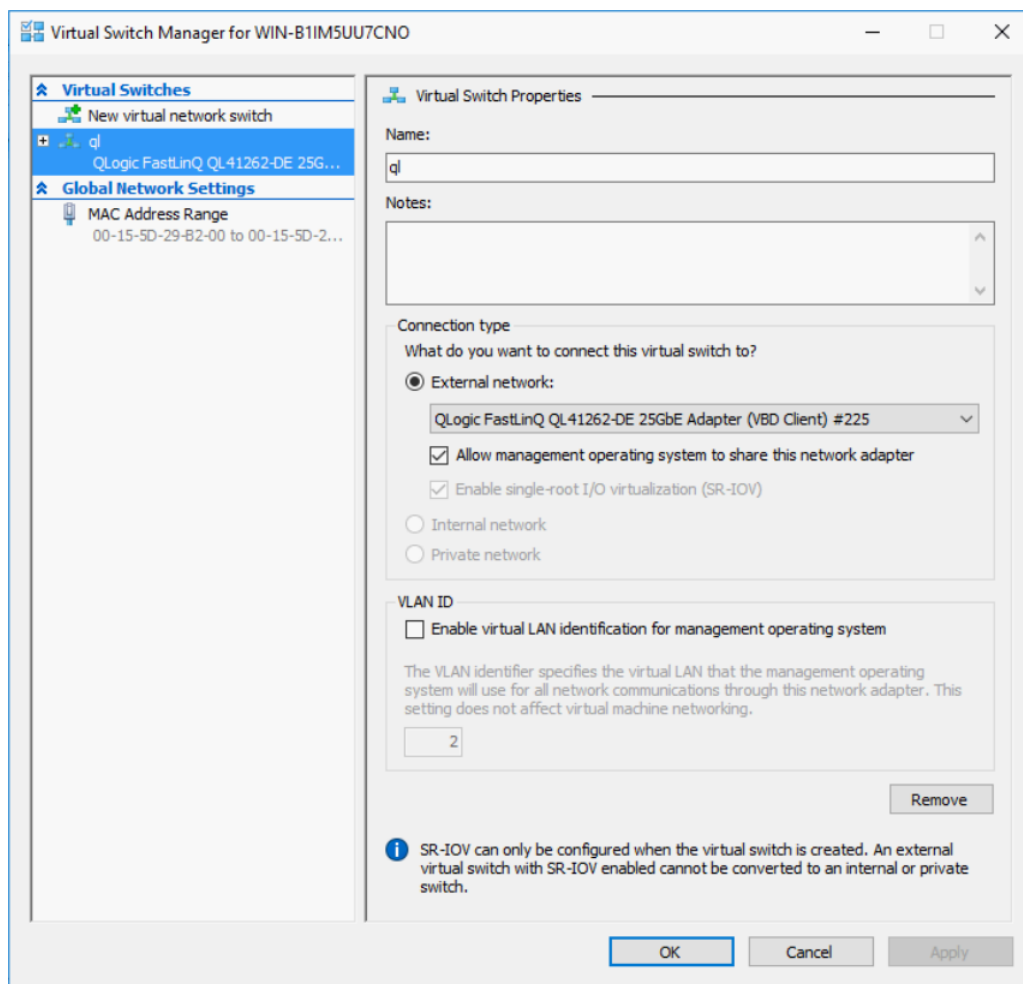 Virtual Switch Manager for WIN-B1IM5UU7CNO
Virtual Switches
New virtual network switch
ql
QLogic FastLinQ QL41262-DE 25G...
Global Network Settings
MAC Address Range
00-15-5D-29-B2-00 to 00-15-5D-2...
Virtual Switch Properties
Name:
ql
Notes:
Connection type
What do you want to connect this virtual switch to?
External network:
QLogic FastLinQ QL41262-DE 25GbE Adapter (VBD Client) #225
Allow management operating system to share this network adapter
Enable single-root I/O virtualization (SR-IOV)
Internal network
Private network
VLAN ID
Enable virtual LAN identification for management operating system
The VLAN identifier specifies the virtual LAN that the management operating
system will use for all network communications through this network adapter. This
setting does not affect virtual machine networking.
2
Remove
SR-IOV can only be configured when the virtual switch is created. An external
virtual switch with SR-IOV enabled cannot be converted to an internal or private
switch.
OK Cancel Apply